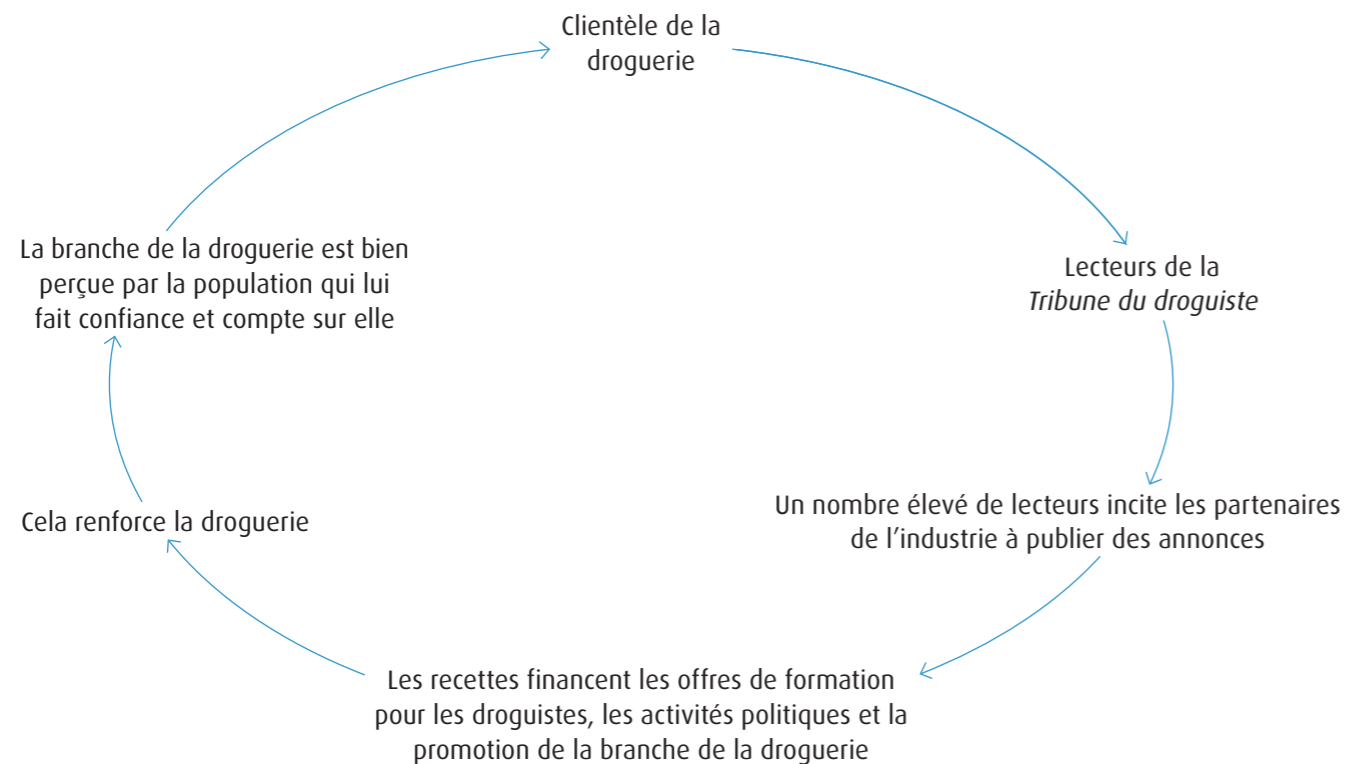 Clientèle de la
droguerie
Lecteurs de la
Tribune du droguiste
Un nombre élevé de lecteurs incite les partenaires
de l’industrie à publier des annonces
Les recettes financent les offres de formation
pour les droguistes, les activités politiques et la
promotion de la branche de la droguerie
Cela renforce la droguerie
La branche de la droguerie est bien
perçue par la population qui lui
fait confiance et compte sur elle